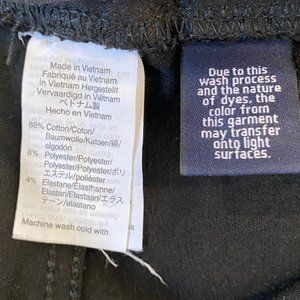 Made in Vietnam
Fabriqué au Vietnam
In Vietnam Hergestellt
Vervaardigd in Vietnam
ベトナム製
Hecho en Vietnam
88% Cotton/Coton/
Baumwolle/Katoen/綿/
algodón
8% Polyester/Polyester/
Polyester/Polyester/ポリ
エステル/poliéster
4% Elastane/Elasthanne/
Elasthan/Elastaan/エラス
テーン/elastano
Machine wash cold with
Due to this
wash process
and the nature
of dyes, the
color from
this garment
may transfer
onto light
surfaces.